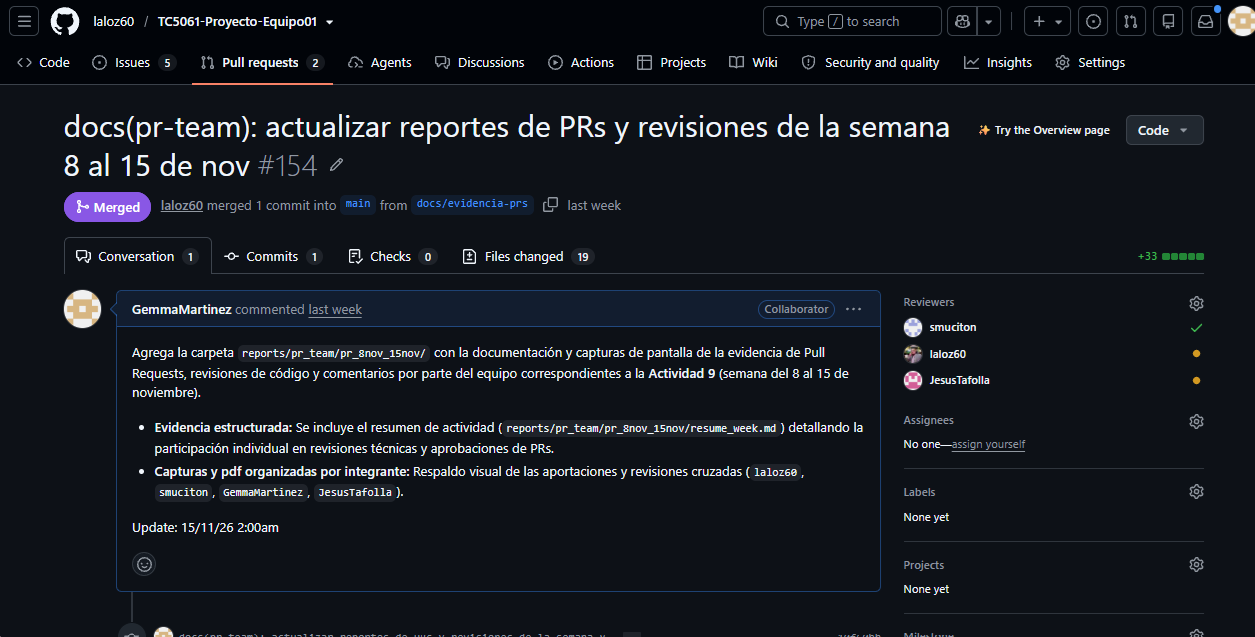 laloz60 / TC5061-Proyecto-Equipo01
Type / to search
Code Issues 5 Pull requests 2 Agents Discussions Actions Projects Wiki Security and quality Insights Settings
docs(pr-team): actualizar reportes de PRs y revisiones de la semana
8 al 15 de nov #154
Try the Overview page
Code
Merged laloz60 merged 1 commit into main from docs/evidencia-prs last week
Conversation 1 Commits 1 Checks 0 Files changed 19
+33
GemmaMartinez commented last week
Collaborator
Agrega la carpeta reports/pr_team/pr_8nov_15nov/ con la documentación y capturas de pantalla de la evidencia de Pull
Requests, revisiones de código y comentarios por parte del equipo correspondientes a la Actividad 9 (semana del 8 al 15 de
noviembre).
• Evidencia estructurada: Se incluye el resumen de actividad ( reports/pr_team/pr_8nov_15nov/resume_week.md ) detallando la
participación individual en revisiones técnicas y aprobaciones de PRs.
• Capturas y pdf organizadas por integrante: Respaldo visual de las aportaciones y revisiones cruzadas ( laloz60 ,
smuciton , GemmaMartinez , JesusTafolla ).
Update: 15/11/26 2:00am
Reviewers
smuciton
laloz60
JesusTafolla
Assignees
No one—assign yourself
Labels
None yet
Projects
None yet